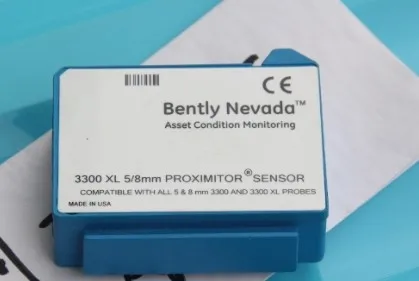 CE
Bently Nevada™
Asset Condition Monitoring
3300 XL 5/8mm PROXIMITOR® SENSOR
COMPATIBLE WITH ALL 5 & 8 mm 3300 AND 3300 XL PROBES
MADE IN USA